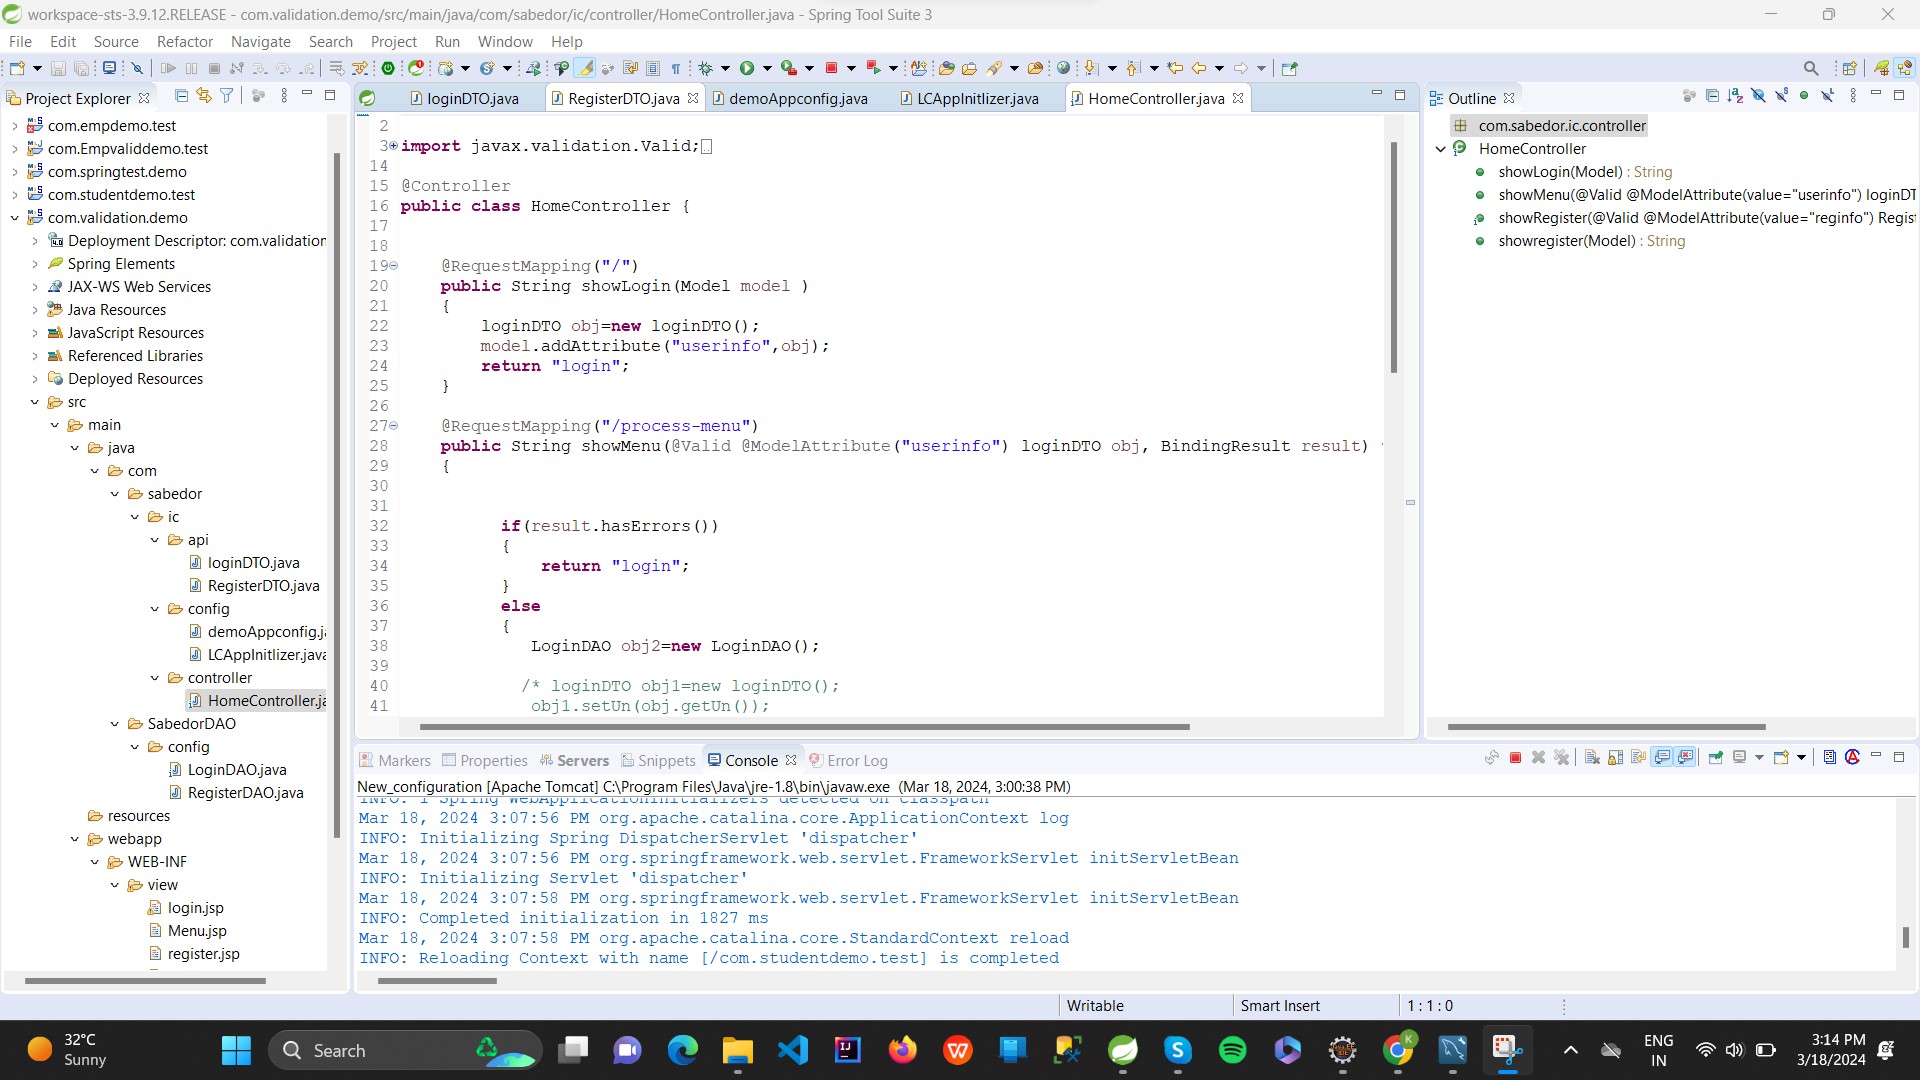 workspace-sts-3.9.12.RELEASE - com.validation.demo/src/main/java/com/sabedor/ic/controller/HomeController.java - Spring Tool Suite 3
File Edit Source Refactor Navigate Search Project Run Window Help
Project Explorer
com.empdemo.test
com.Empvaliddemo.test
com.springtest.demo
com.studentdemo.test
com.validation.demo
Deployment Descriptor: com.validation
Spring Elements
JAX-WS Web Services
Java Resources
JavaScript Resources
Referenced Libraries
Deployed Resources
src
main
java
com
sabedor
ic
api
loginDTO.java
RegisterDTO.java
config
demoAppconfig.j
LCAppInitlizer.java
controller
HomeController.ja
SabedorDAO
config
LoginDAO.java
RegisterDAO.java
resources
webapp
WEB-INF
view
login.jsp
Menu.jsp
register.jsp
loginDTO.java RegisterDTO.java demoAppconfig.java LCAppInitlizer.java HomeController.java
2
3 import javax.validation.Valid;
14
15 @Controller
16 public class HomeController {
17
18
19 @RequestMapping("/")
20 public String showLogin(Model model )
21 {
22 loginDTO obj=new loginDTO();
23 model.addAttribute("userinfo",obj);
24 return "login";
25 }
26
27 @RequestMapping("/process-menu")
28 public String showMenu(@Valid @ModelAttribute("userinfo") loginDTO obj, BindingResult result)
29 {
30
31
32 if(result.hasErrors())
33 {
34 return "login";
35 }
36 else
37 {
38 LoginDAO obj2=new LoginDAO();
39
40 /* loginDTO obj1=new loginDTO();
41 obj1.setUn(obj.getUn());
Outline
com.sabedor.ic.controller
HomeController
showLogin(Model) : String
showMenu(@Valid @ModelAttribute(value="userinfo") loginDT
showRegister(@Valid @ModelAttribute(value="reginfo") Regis
showregister(Model) : String
Markers Properties Servers Snippets Console Error Log
New_configuration [Apache Tomcat] C:\Program Files\Java\jre-1.8\bin\javaw.exe (Mar 18, 2024, 3:00:38 PM)
INFO: 1 Spring WebApplicationInitializers detected on classpath
Mar 18, 2024 3:07:56 PM org.apache.catalina.core.ApplicationContext log
INFO: Initializing Spring DispatcherServlet 'dispatcher'
Mar 18, 2024 3:07:56 PM org.springframework.web.servlet.FrameworkServlet initServletBean
INFO: Initializing Servlet 'dispatcher'
Mar 18, 2024 3:07:58 PM org.springframework.web.servlet.FrameworkServlet initServletBean
INFO: Completed initialization in 1827 ms
Mar 18, 2024 3:07:58 PM org.apache.catalina.core.StandardContext reload
INFO: Reloading Context with name [/com.studentdemo.test] is completed
Writable Smart Insert 1 : 1 : 0
32°C
Sunny
Search
ENG
IN
3:14 PM
3/18/2024